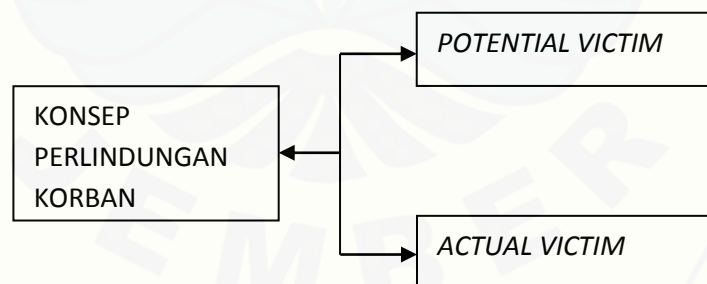 POTENTIAL VICTIM
KONSEP
PERLINDUNGAN
KORBAN
ACTUAL VICTIM